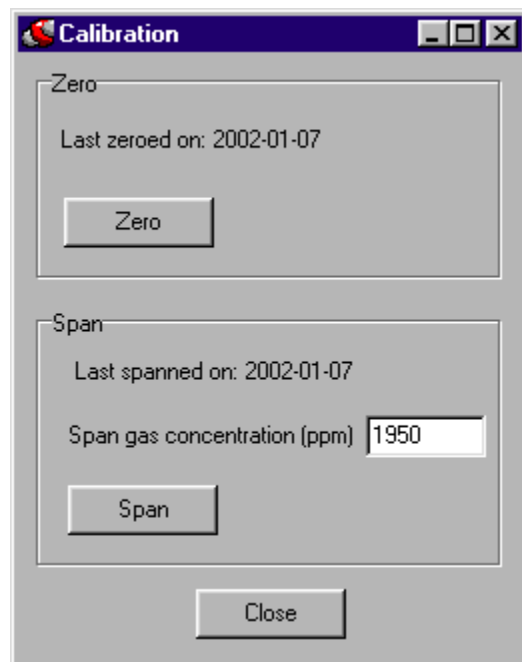 Calibration
Zero
Last zeroed on: 2002-01-07
Zero
Span
Last spanned on: 2002-01-07
Span gas concentration (ppm) 1950
Span
Close